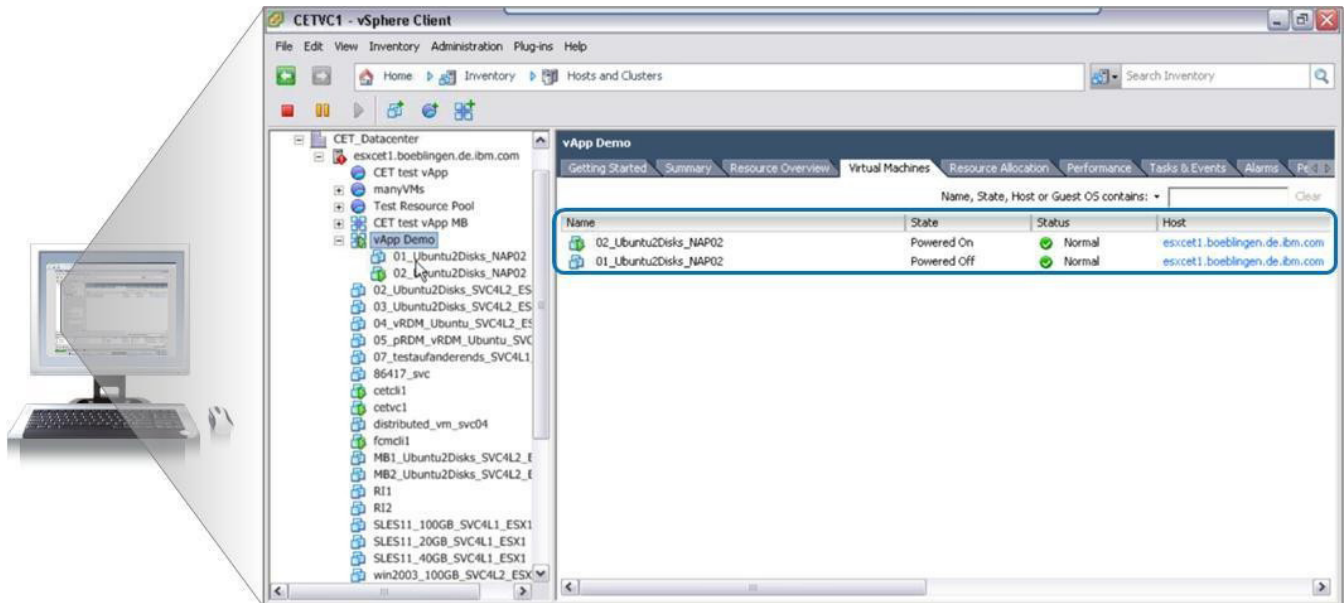 CETVC1 - vSphere Client
File Edit View Inventory Administration Plug-ins Help
Home Inventory Hosts and Clusters
Search Inventory
CET_Datacenter
esxcet1.boeblingen.de.ibm.com
CET test vApp
manyVMs
Test Resource Pool
CET test vApp MB
vApp Demo
01_Ubuntu2Disks_NAP02
02_Ubuntu2Disks_NAP02
02_Ubuntu2Disks_SVC4L2_ES
03_Ubuntu2Disks_SVC4L2_ES
04_vRDM_Ubuntu_SVC4L2_ES
05_pRDM_vRDM_Ubuntu_SVC
07_testaufanderends_SVC4L1
86417_svc
cetcli1
cetvc1
distributed_vm_svc04
fcmcli1
MB1_Ubuntu2Disks_SVC4L2_E
MB2_Ubuntu2Disks_SVC4L2_E
RI1
RI2
SLES11_100GB_SVC4L1_ESX1
SLES11_20GB_SVC4L1_ESX1
SLES11_40GB_SVC4L1_ESX1
win2003_100GB_SVC4L2_ESX
vApp Demo
Getting Started Summary Resource Overview Virtual Machines Resource Allocation Performance Tasks & Events Alarms Pe
Name, State, Host or Guest OS contains: Clear
Name State Status Host
02_Ubuntu2Disks_NAP02 Powered On Normal esxcet1.boeblingen.de.ibm.com
01_Ubuntu2Disks_NAP02 Powered Off Normal esxcet1.boeblingen.de.ibm.com